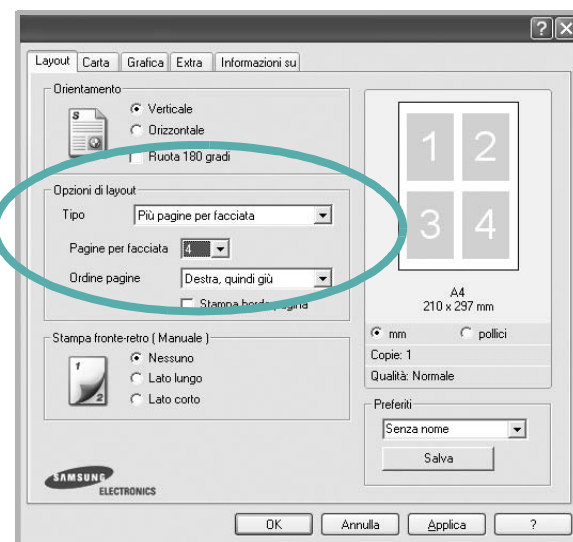 ? X
Layout Carta Grafica Extra Informazioni su
Orientamento
S
Verticale
Orizzontale
Ruota 180 gradi
Opzioni di layout
Tipo Più pagine per facciata
Pagine per facciata 4
Ordine pagine Destra, quindi giù
Stampa bordo pagina
Stampa fronte-retro ( Manuale )
1
2
Nessuno
Lato lungo
Lato corto
SAMSUNG
ELECTRONICS
1 2
3 4
A4
210 x 297 mm
mm pollici
Copie: 1
Qualità: Normale
Preferiti
Senza nome
Salva
OK Annulla Applica ?